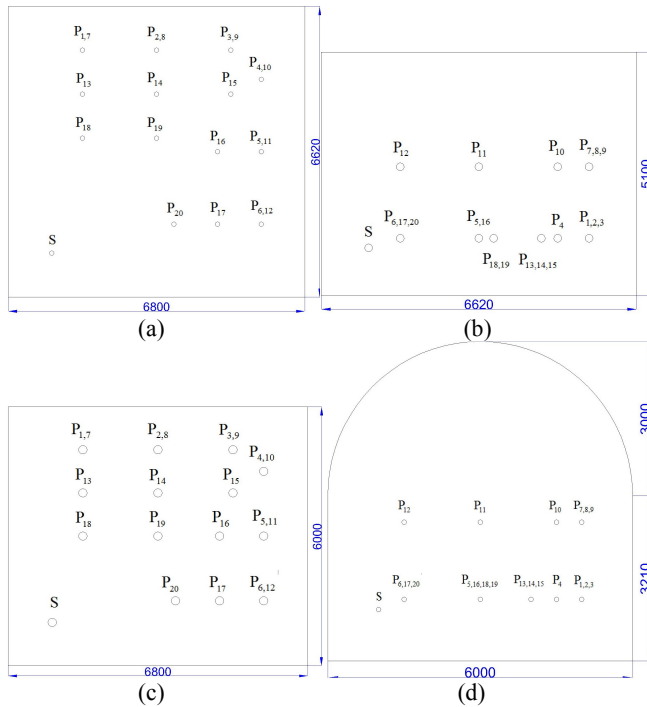 P1,7 P2,8 P3,9
P4,10
P13 P14 P15
P18 P19
P16 P5,11
P20 P17 P6,12
S
6800
6620
(a)
P12 P11 P10 P7,8,9
P6,17,20 P5,16 P4 P1,2,3
S
P18,19 P13,14,15
5100
6620
(b)
P1,7 P2,8 P3,9
P4,10
P13 P14 P15
P18 P19 P16 P5,11
P20 P17 P6,12
S
6000
6800
(c)
3000
P12 P11 P10 P7,8,9
P6,17,20 P5,16,18,19 P13,14,15 P4 P1,2,3
S
3210
6000
(d)